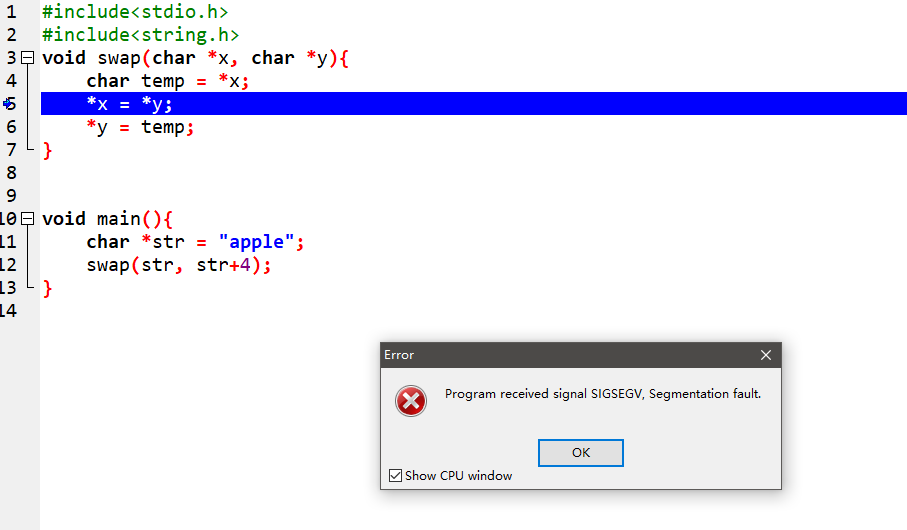 1 #include<stdio.h>
2 #include<string.h>
3 void swap(char *x, char *y){
4 char temp = *x;
5 *x = *y;
6 *y = temp;
7 }
8
9
10 void main(){
11 char *str = "apple";
12 swap(str, str+4);
13 }
14
Error
Program received signal SIGSEGV, Segmentation fault.
OK
Show CPU window